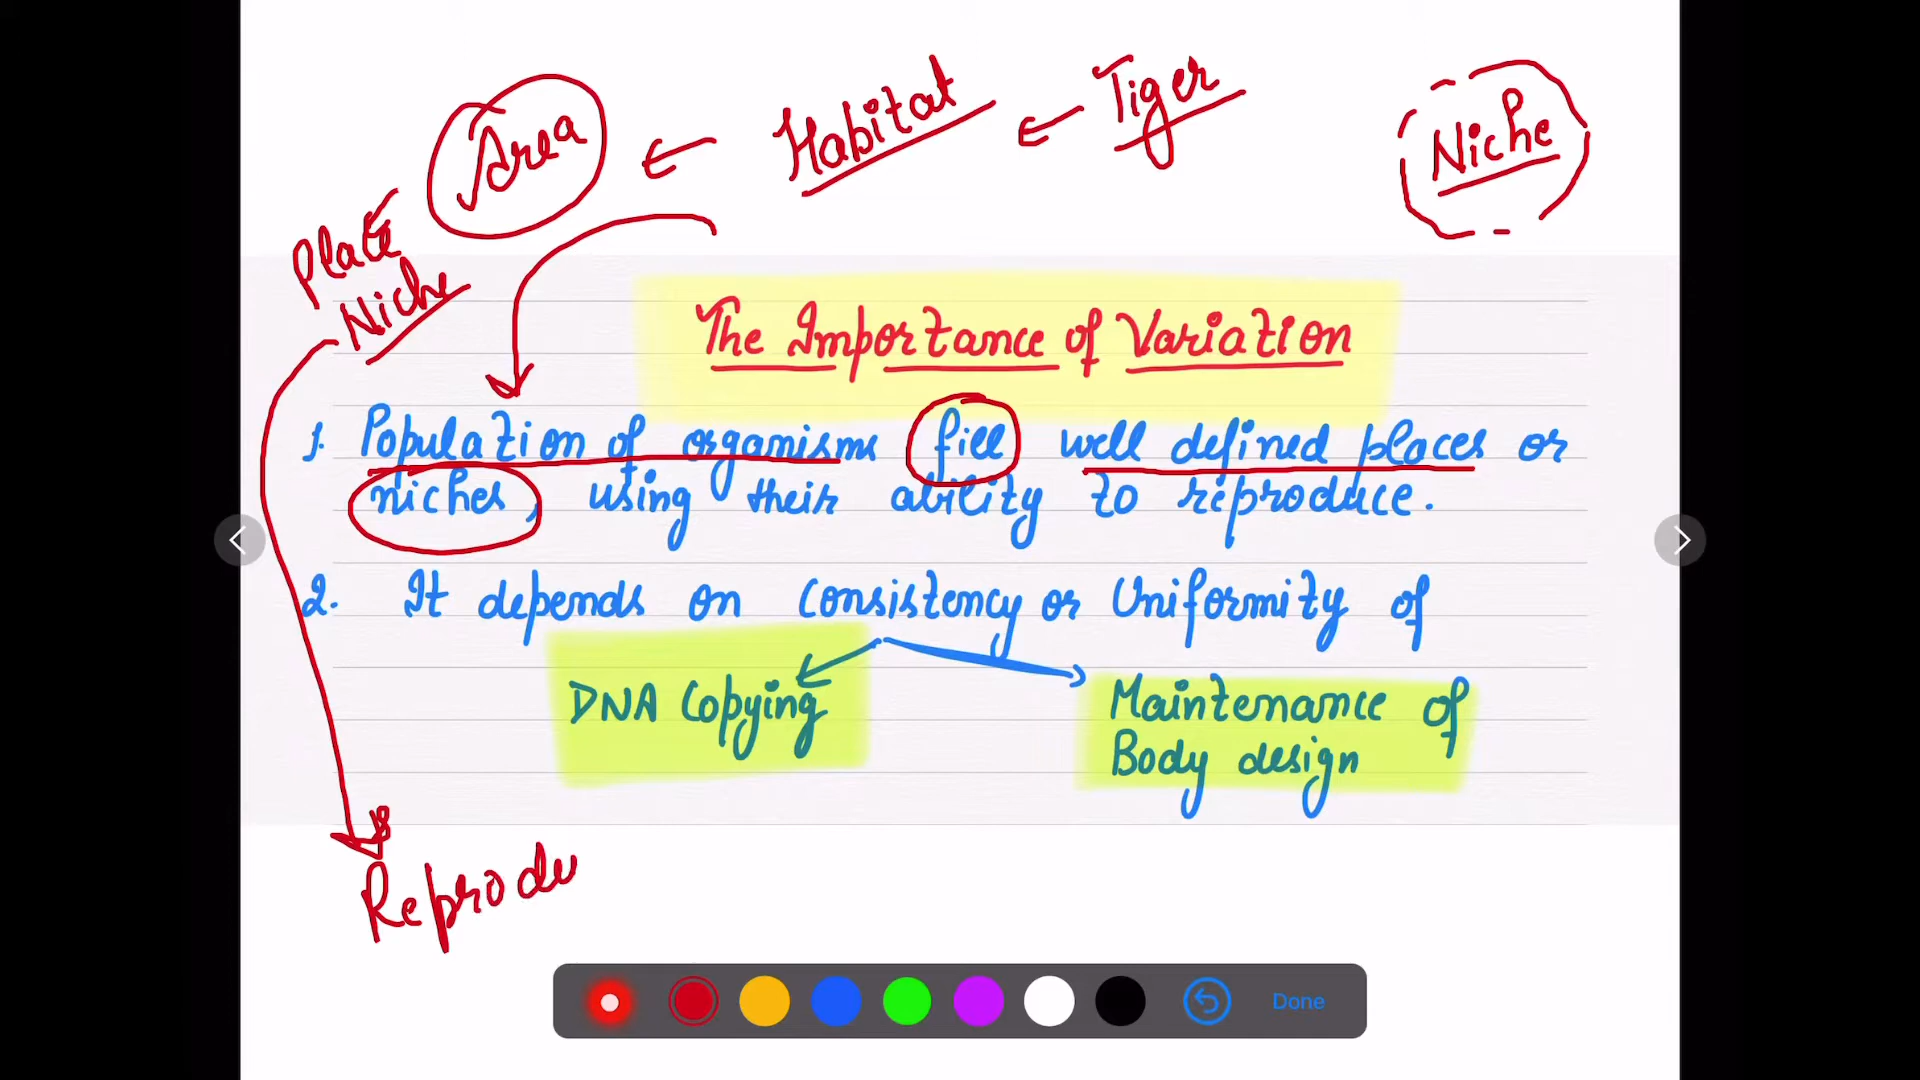 Area ← Habitat ← Tiger
Niche
Place
Niche
The Importance of Variation
1. Population of organisms fill well defined places or
niches, using their ability to reproduce.
2. It depends on consistency or Uniformity of
DNA Copying
Maintenance of
Body design
Reprodu
Done